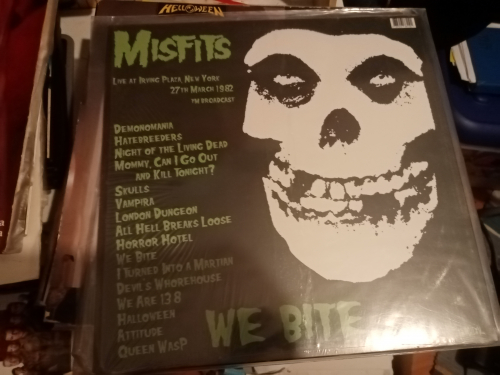 HELLOWEEN
MISFITS
LIVE AT IRVING PLAZA, NEW YORK
27TH MARCH 1982
FM BROADCAST
DEMONOMANIA
HATEBREEDERS
NIGHT OF THE LIVING DEAD
MOMMY, CAN I GO OUT
AND KILL TONIGHT?
SKULLS
VAMPIRA
LONDON DUNGEON
ALL HELL BREAKS LOOSE
HORROR HOTEL
WE BITE
I TURNED INTO A MARTIAN
DEVIL'S WHOREHOUSE
WE ARE 138
HALLOWEEN
ATTITUDE
QUEEN WASP
WE BITE